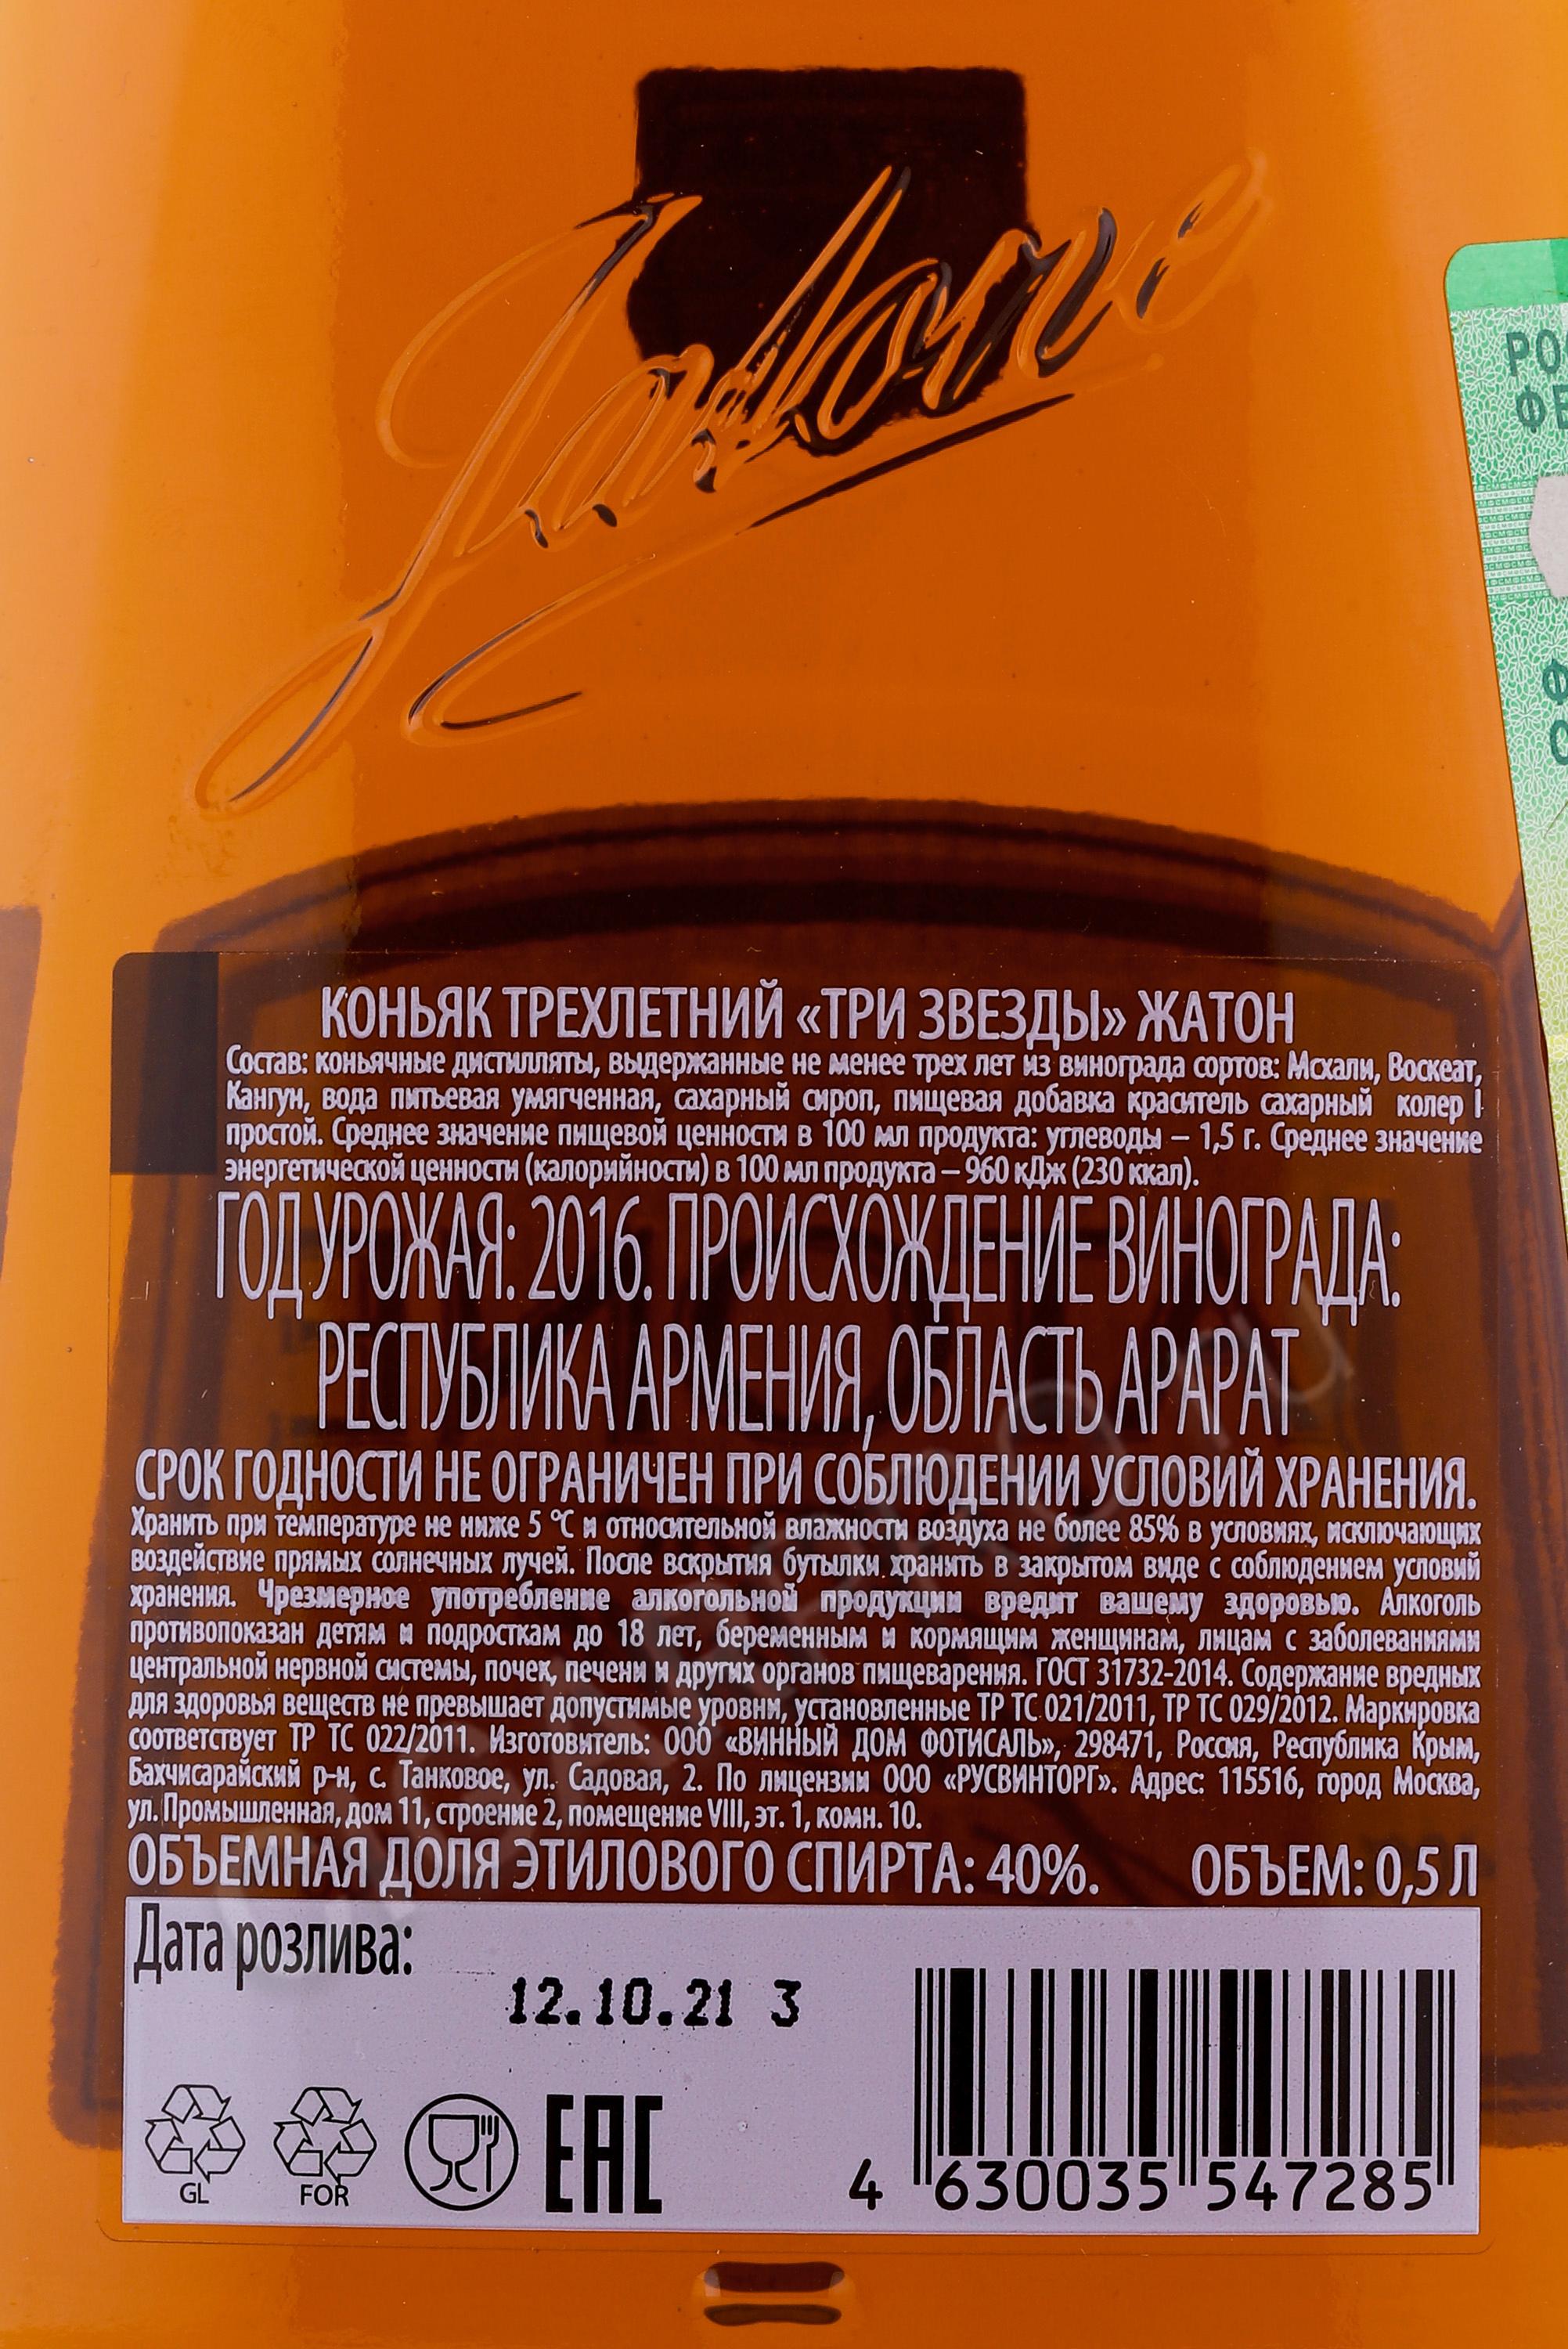 Jatone
РО
ФЕ
КОНЬЯК ТРЕХЛЕТНИЙ «ТРИ ЗВЕЗДЫ» ЖАТОН
Состав: коньячные дистилляты, выдержанные не менее трех лет из винограда сортов: Мсхали, Воскеат,
Кангун, вода питьевая умягченная, сахарный сироп, пищевая добавка краситель сахарный колер I
простой. Среднее значение пищевой ценности в 100 мл продукта: углеводы – 1,5 г. Среднее значение
энергетической ценности (калорийности) в 100 мл продукта – 960 кДж (230 ккал).
ГОД УРОЖАЯ: 2016. ПРОИСХОЖДЕНИЕ ВИНОГРАДА:
РЕСПУБЛИКА АРМЕНИЯ, ОБЛАСТЬ АРАРАТ
СРОК ГОДНОСТИ НЕ ОГРАНИЧЕН ПРИ СОБЛЮДЕНИИ УСЛОВИЙ ХРАНЕНИЯ.
Хранить при температуре не ниже 5 °С и относительной влажности воздуха не более 85% в условиях, исключающих
воздействие прямых солнечных лучей. После вскрытия бутылки хранить в закрытом виде с соблюдением условий
хранения. Чрезмерное употребление алкогольной продукции вредит вашему здоровью. Алкоголь
противопоказан детям и подросткам до 18 лет, беременным и кормящим женщинам, лицам с заболеваниями
центральной нервной системы, почек, печени и других органов пищеварения. ГОСТ 31732-2014. Содержание вредных
для здоровья веществ не превышает допустимые уровни, установленные ТР ТС 021/2011, ТР ТС 029/2012. Маркировка
соответствует ТР ТС 022/2011. Изготовитель: ООО «ВИННЫЙ ДОМ ФОТИСАЛЬ», 298471, Россия, Республика Крым,
Бахчисарайский р-н, с. Танковое, ул. Садовая, 2. По лицензии ООО «РУСВИНТОРГ». Адрес: 115516, город Москва,
ул. Промышленная, дом 11, строение 2, помещение VIII, эт. 1, комн. 10.
ОБЪЕМНАЯ ДОЛЯ ЭТИЛОВОГО СПИРТА: 40%. ОБЪЕМ: 0,5 Л
Дата розлива:
12.10.21 3
GL FOR EAC
4 630035 547285